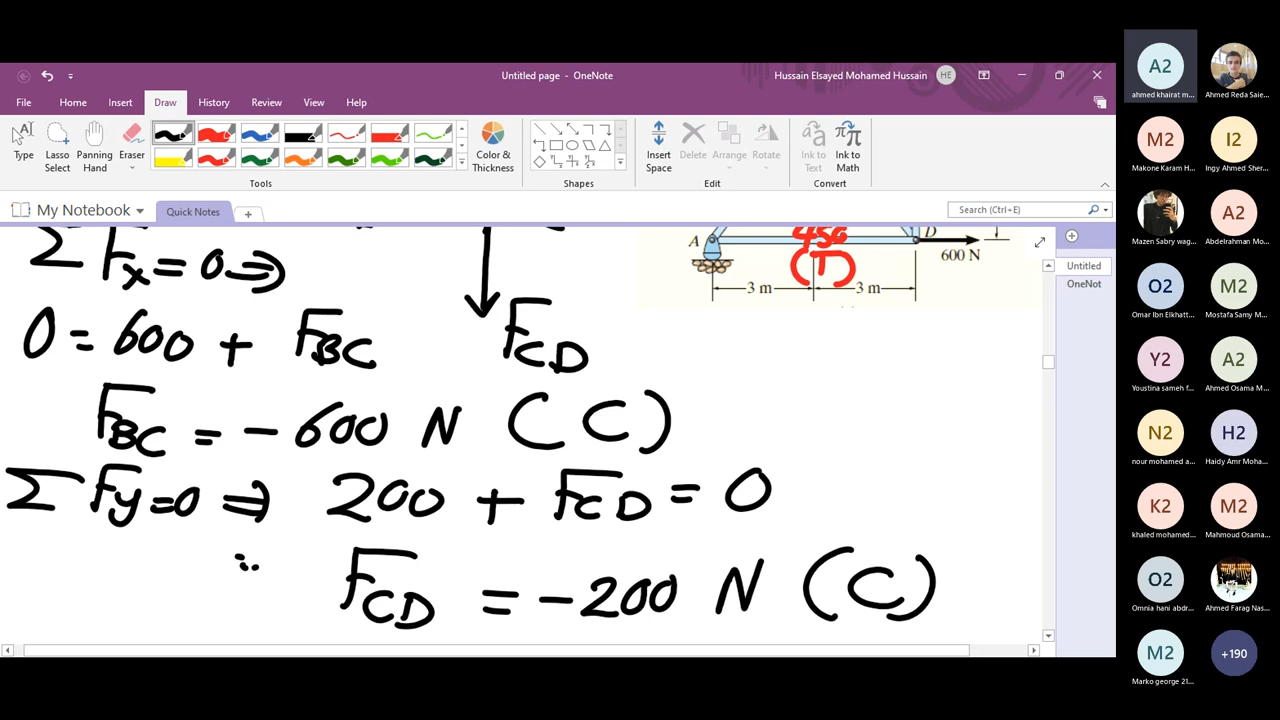 Untitled page - OneNote
Hussain Elsayed Mohamed Hussain
HE
File Home Insert Draw History Review View Help
Type
Lasso Select
Panning Hand
Eraser
Color & Thickness
Insert Space
Delete
Arrange
Rotate
Ink to Text
Ink to Math
Tools
Shapes
Edit
Convert
My Notebook
Quick Notes
Search (Ctrl+E)
Untitled
OneNot
A
D
600 N
(T)
3 m
3 m
Σ Fx = 0 ⇒
0 = 600 + FBC
FCD
FBC = - 600 N (C)
Σ Fy = 0 ⇒ 200 + FCD = 0
∴ FCD = - 200 N (C)
A2
ahmed khairat m...
Ahmed Reda Saie...
M2
Makone Karam H...
I2
Ingy Ahmed Sher...
Mazen Sabry wag...
A2
Abdelrahman Mo...
O2
Omar Ibn Elkhatt...
M2
Mostafa Samy M...
Y2
Youstina sameh f...
A2
Ahmed Osama M...
N2
nour mohamed a...
H2
Haidy Amr Moha...
K2
khaled mohamed...
M2
Mahmoud Osama...
O2
Omnia hani abdr...
Ahmed Farag Nas...
M2
Marko george 21...
+190